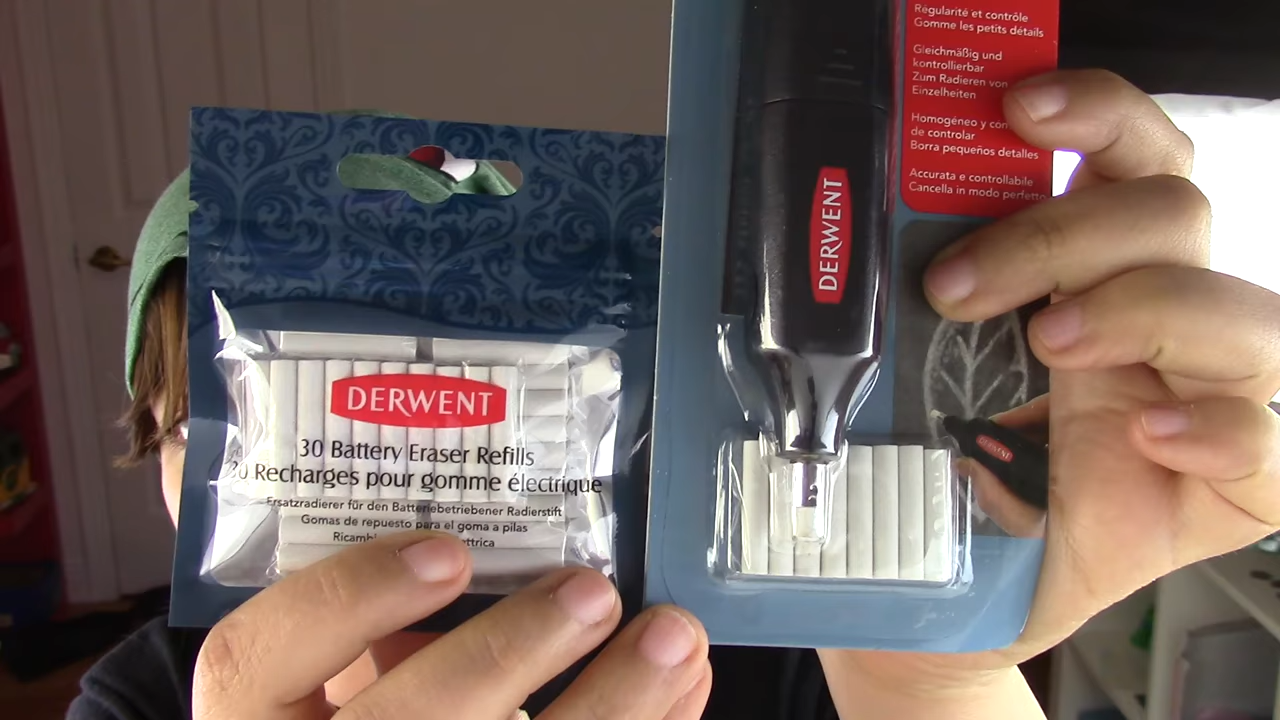 DERWENT
30 Battery Eraser Refills
30 Recharges pour gomme électrique
Ersatzradierer für den Batteriebetriebener Radierstift
Gomas de repuesto para el goma a pilas
DERWENT
Régularité et contrôle
Gomme les petits détails
Gleichmäßig und
kontrollierbar
Zum Radieren von
Einzelheiten
Homogéneo y
de controlar
Borra pequeños detalles
Accurata e controllabile
Cancella in modo perfetto
DERWENT